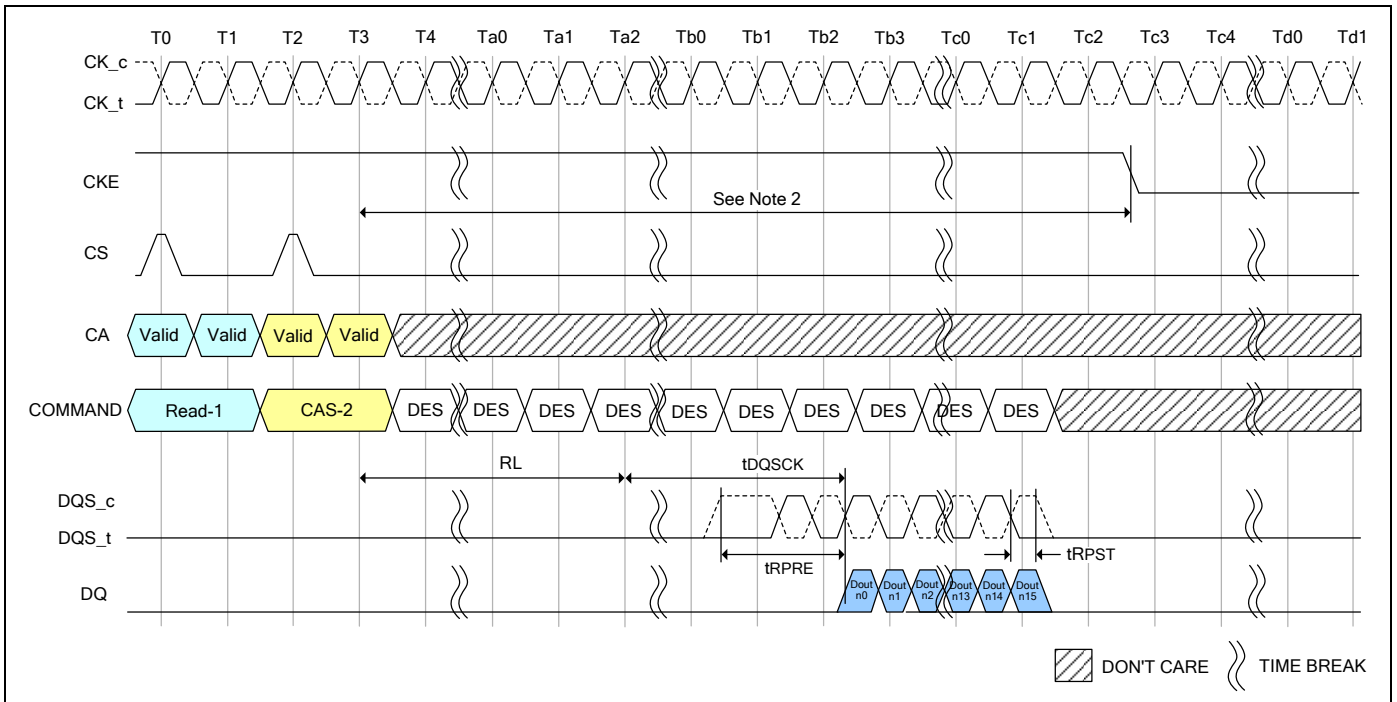 T0 T1 T2 T3 T4 Ta0 Ta1 Ta2 Tb0 Tb1 Tb2 Tb3 Tc0 Tc1 Tc2 Tc3 Tc4 Td0 Td1
CK_c
CK_t
CKE
See Note 2
CS
CA Valid Valid Valid Valid
COMMAND Read-1 CAS-2 DES DES DES DES DES DES DES DES DES DES
RL tDQSCK
DQS_c
DQS_t
tRPRE tRPST
DQ Dout n0 Dout n1 Dout n2 Dout n13 Dout n14 Dout n15
DON'T CARE TIME BREAK